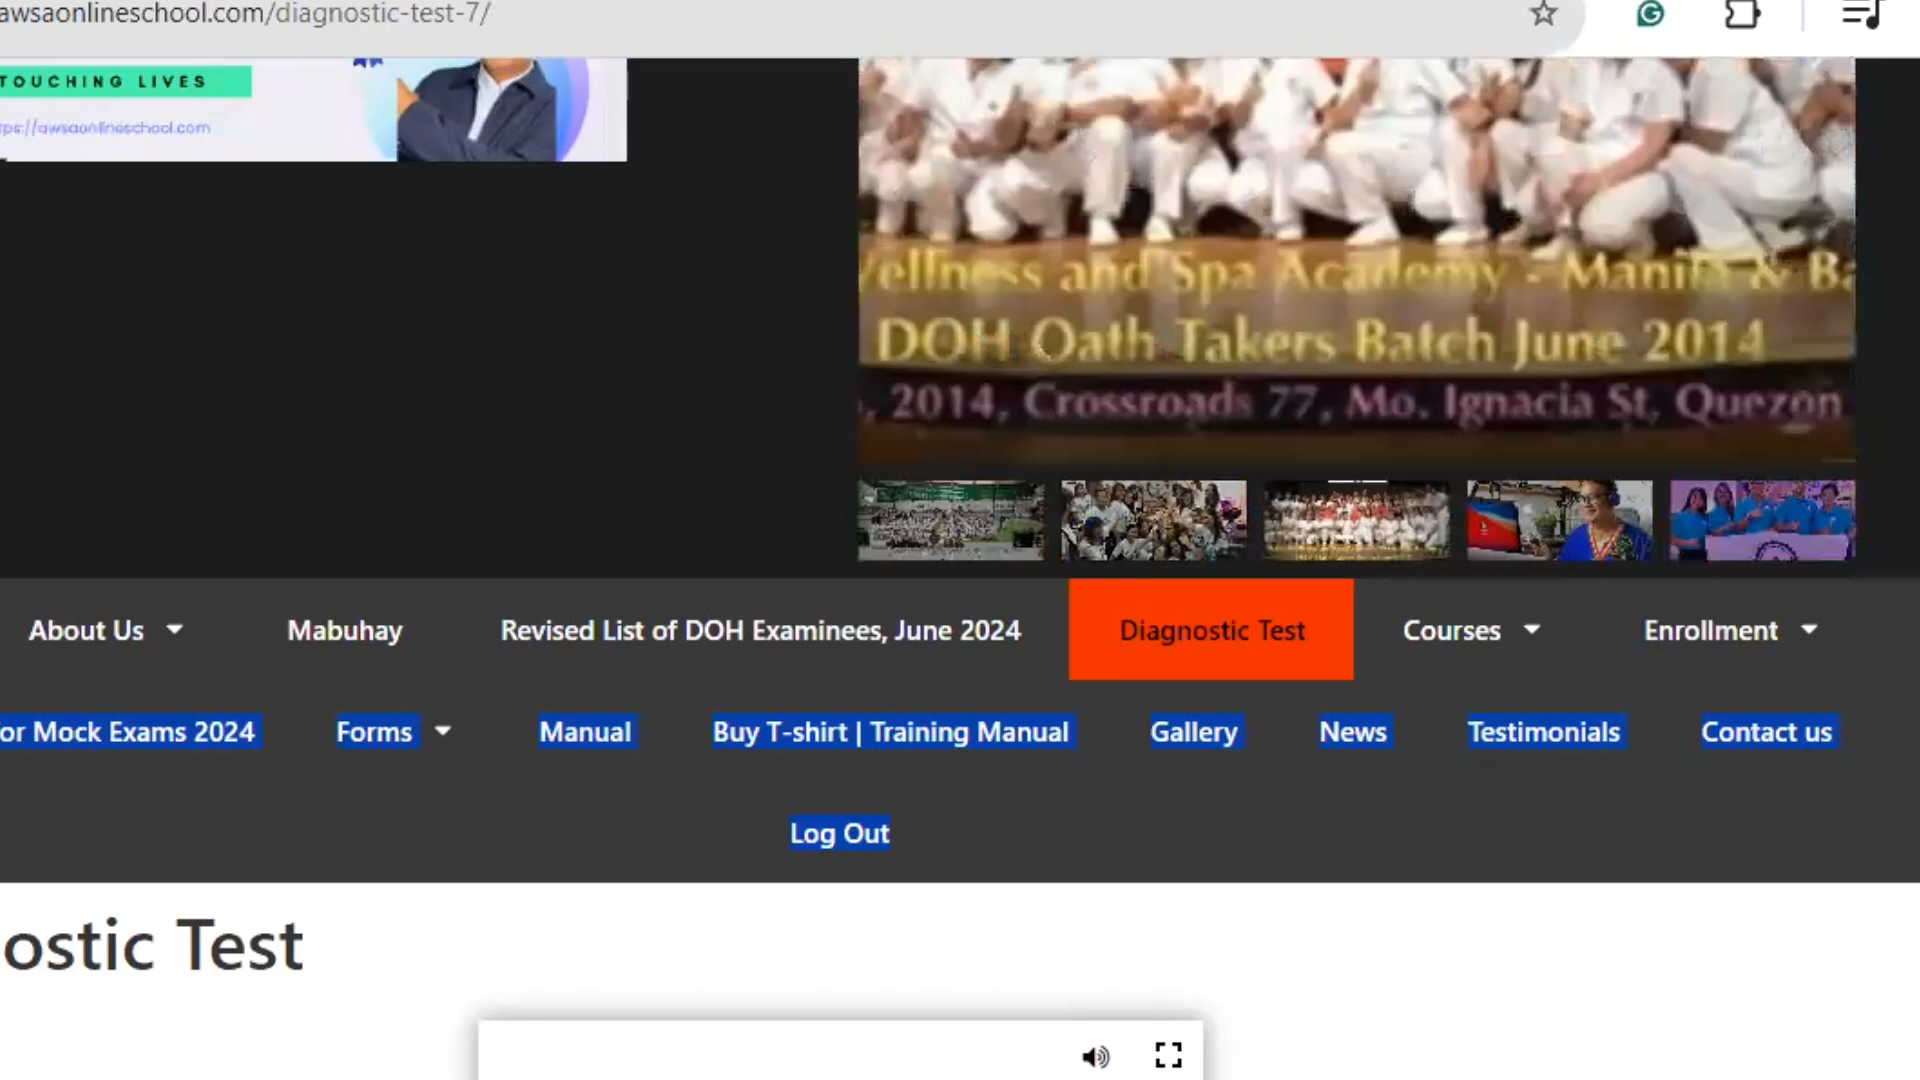 awsaonlineschool.com/diagnostic-test-7/
TOUCHING LIVES
ps://awsaonlineschool.com
Wellness and Spa Academy - Manila & Ba
DOH Oath Takers Batch June 2014
, 2014, Crossroads 77, Mo. Ignacia St, Quezon
About Us Mabuhay Revised List of DOH Examinees, June 2024 Diagnostic Test Courses Enrollment
or Mock Exams 2024 Forms Manual Buy T-shirt | Training Manual Gallery News Testimonials Contact us
Log Out
ostic Test